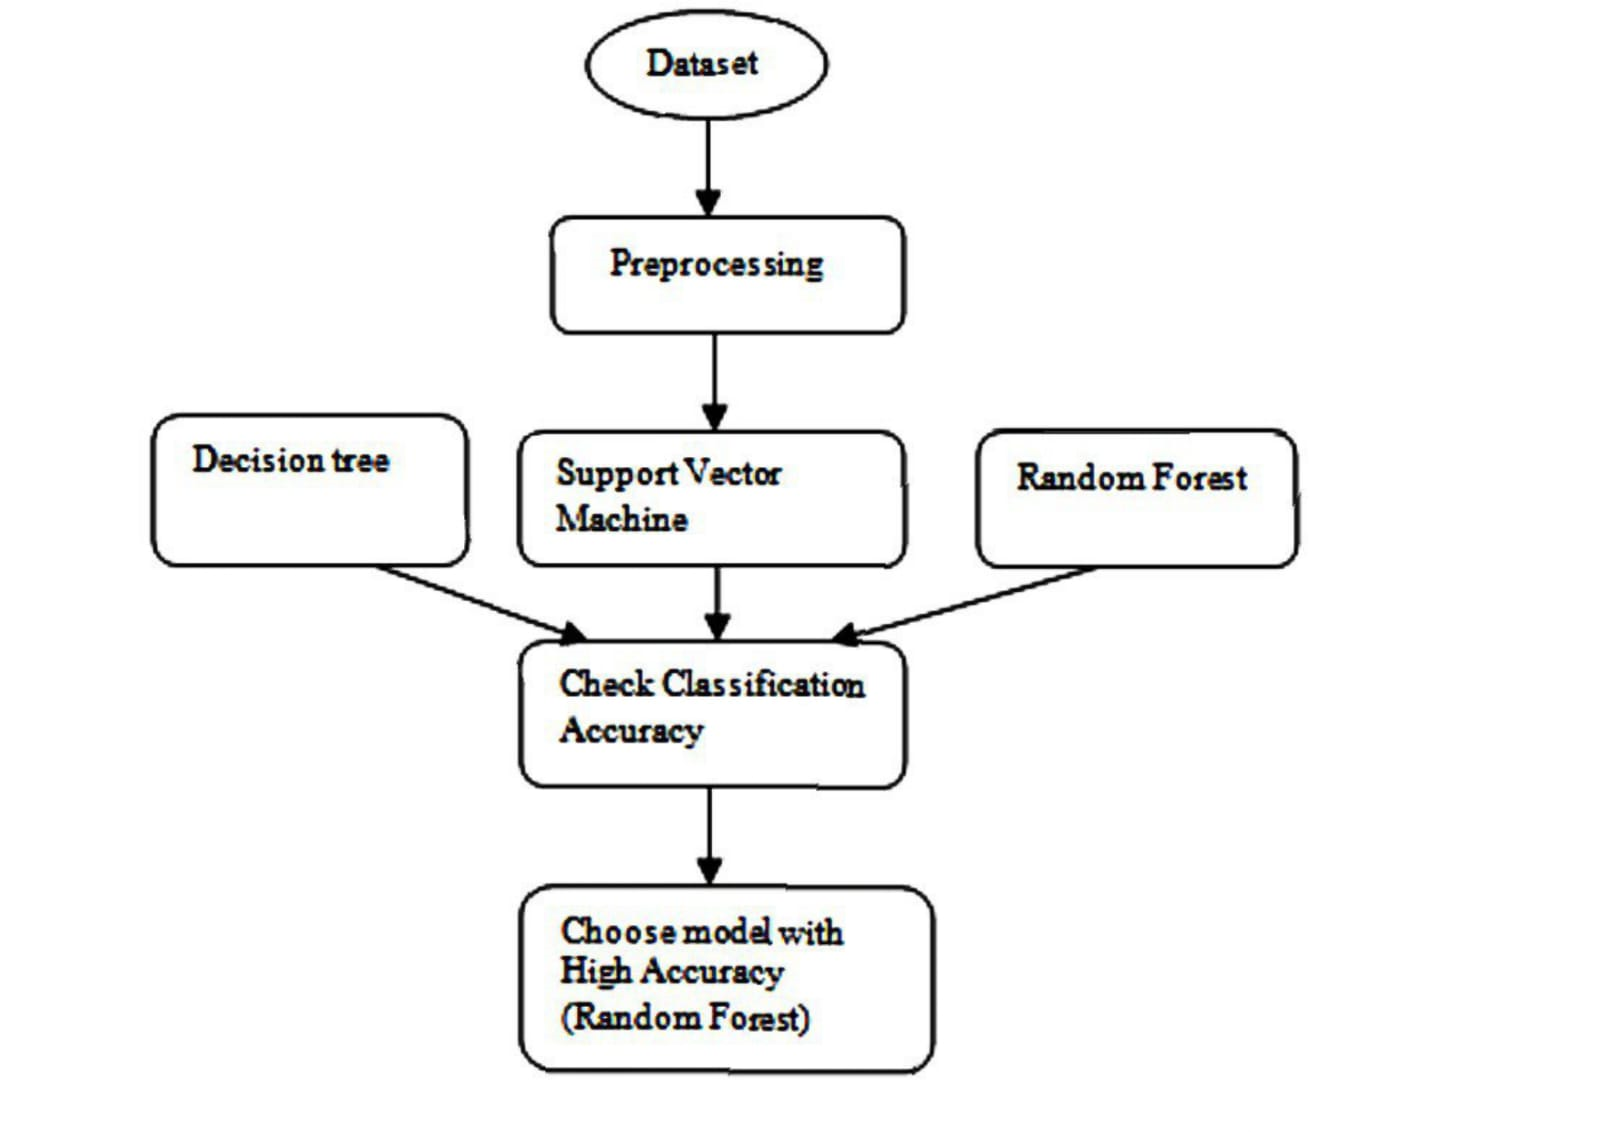 Dataset
Preprocessing
Decision tree
Support Vector
Machine
Random Forest
Check Classification
Accuracy
Choose model with
High Accuracy
(Random Forest)